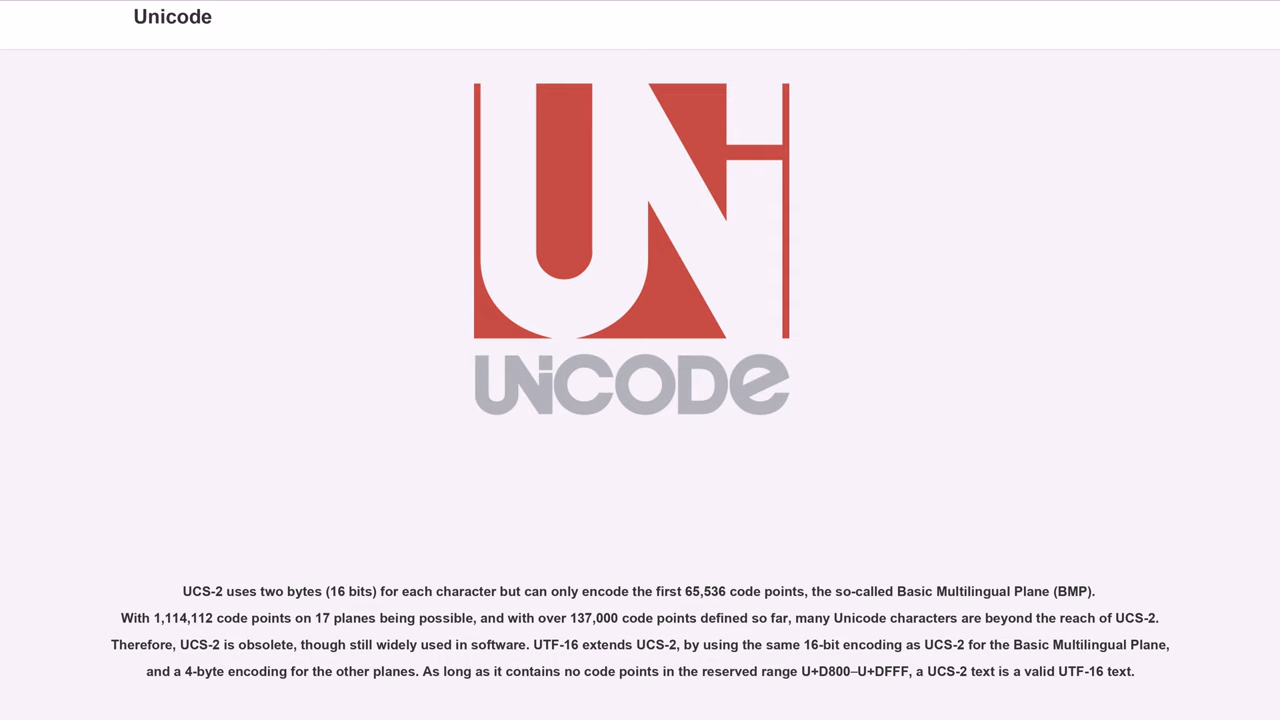 Unicode
UNi
UNiCODe
UCS-2 uses two bytes (16 bits) for each character but can only encode the first 65,536 code points, the so-called Basic Multilingual Plane (BMP).
With 1,114,112 code points on 17 planes being possible, and with over 137,000 code points defined so far, many Unicode characters are beyond the reach of UCS-2.
Therefore, UCS-2 is obsolete, though still widely used in software. UTF-16 extends UCS-2, by using the same 16-bit encoding as UCS-2 for the Basic Multilingual Plane,
and a 4-byte encoding for the other planes. As long as it contains no code points in the reserved range U+D800–U+DFFF, a UCS-2 text is a valid UTF-16 text.